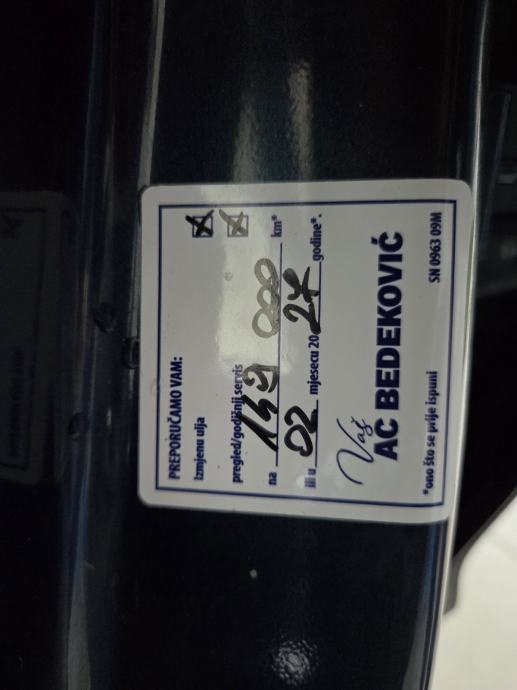 PREPORUČAMO VAM:
Izmjenu ulja
pregled/godišnji servis
na 149 000 km*
ili u 02 mjesecu 2027 godine*.
Vaš
AC BEDEKOVIĆ
*ono što se prije ispuni
SN 0963 09M